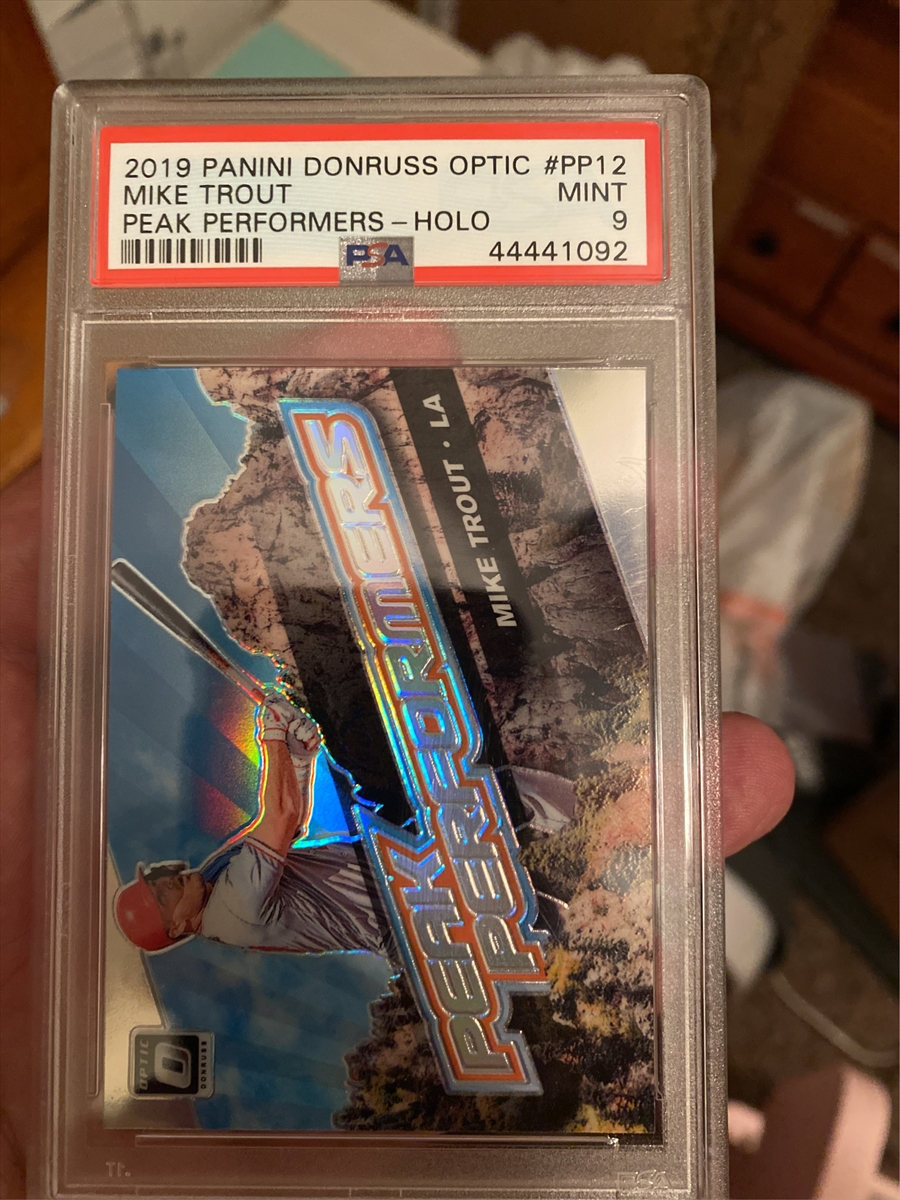 2019 PANINI DONRUSS OPTIC #PP12
MIKE TROUT MINT
PEAK PERFORMERS – HOLO 9
PSA 44441092
PEAK
PERFORMERS
MIKE TROUT · LA
OPTIC
O
DONRUSS